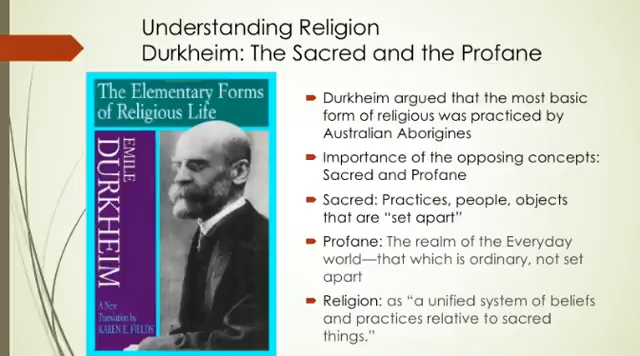 Understanding Religion
Durkheim: The Sacred and the Profane
The Elementary Forms
of Religious Life
EMILE
DURKHEIM
A New
Translation by
KAREN E. FIELDS
Durkheim argued that the most basic
form of religious was practiced by
Australian Aborigines
Importance of the opposing concepts:
Sacred and Profane
Sacred: Practices, people, objects
that are “set apart”
Profane: The realm of the Everyday
world—that which is ordinary, not set
apart
Religion: as “a unified system of beliefs
and practices relative to sacred
things.”